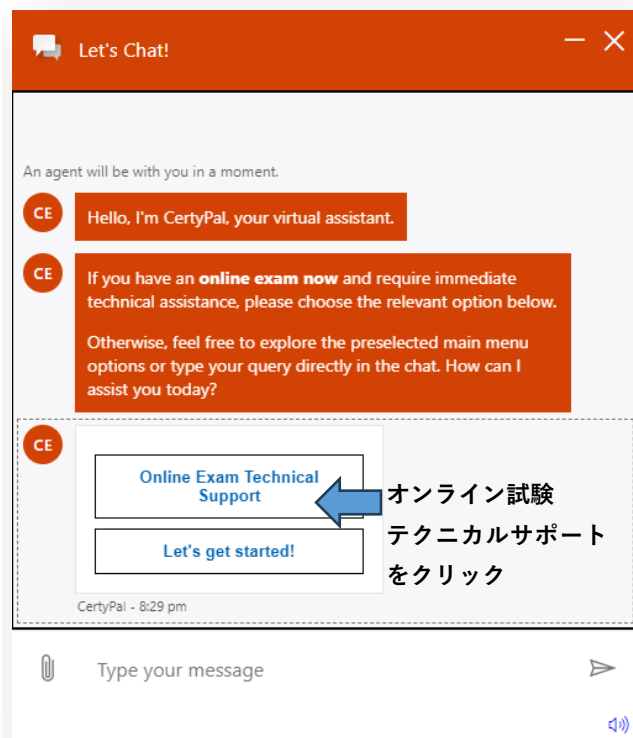 Let's Chat!
An agent will be with you in a moment.
CE
Hello, I'm CertyPal, your virtual assistant.
CE
If you have an online exam now and require immediate
technical assistance, please choose the relevant option below.
Otherwise, feel free to explore the preselected main menu
options or type your query directly in the chat. How can I
assist you today?
CE
Online Exam Technical
Support
Let's get started!
オンライン試験
テクニカルサポート
をクリック
CertyPal - 8:29 pm
Type your message